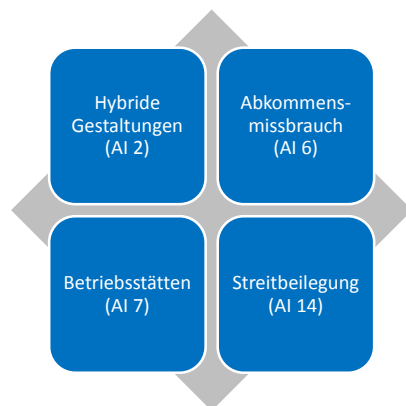 Hybride
Gestaltungen
(AI 2)
Abkommens-
missbrauch
(AI 6)
Betriebsstätten
(AI 7)
Streitbeilegung
(AI 14)